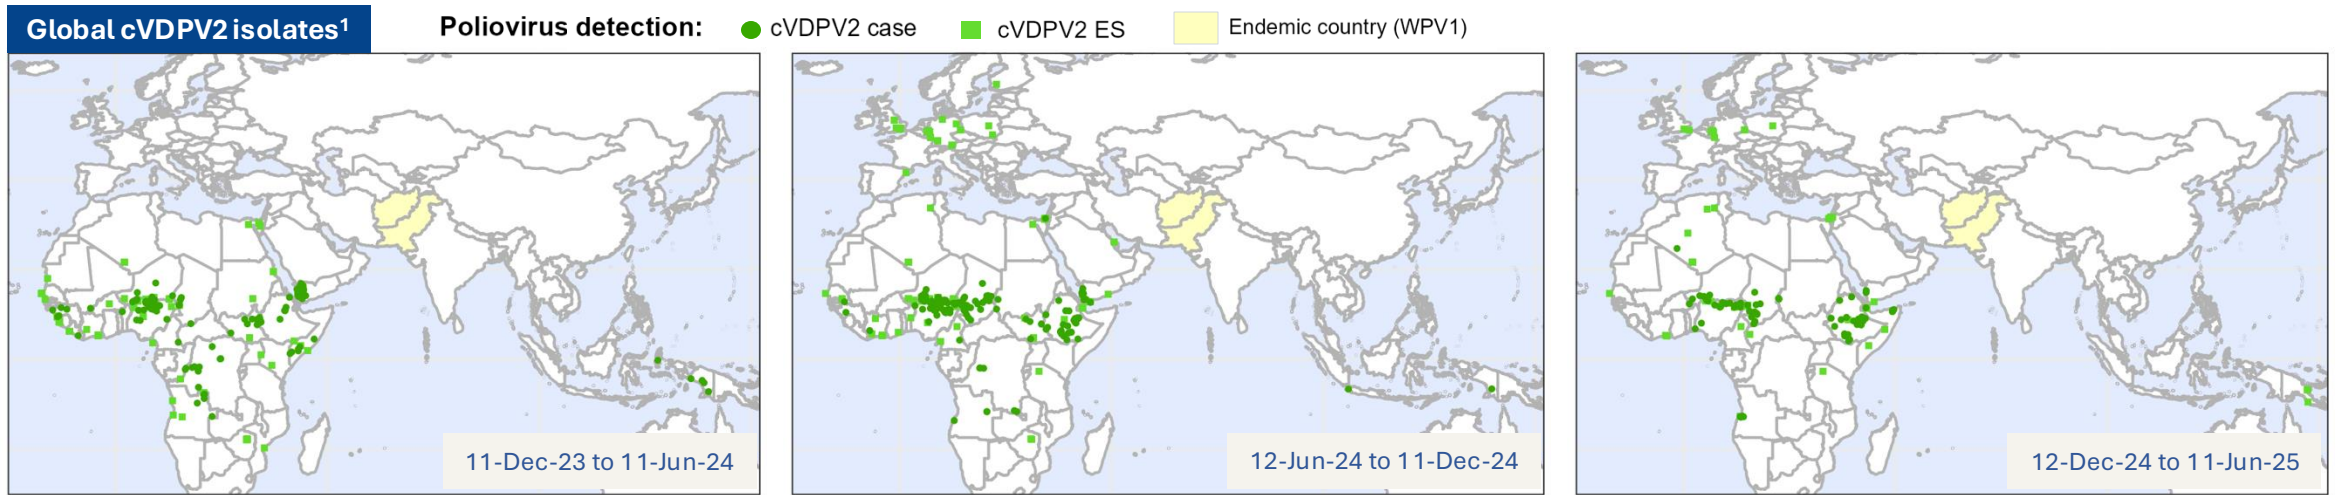 Global cVDPV2 isolates¹
Poliovirus detection: cVDPV2 case cVDPV2 ES Endemic country (WPV1)
11-Dec-23 to 11-Jun-24
12-Jun-24 to 11-Dec-24
12-Dec-24 to 11-Jun-25